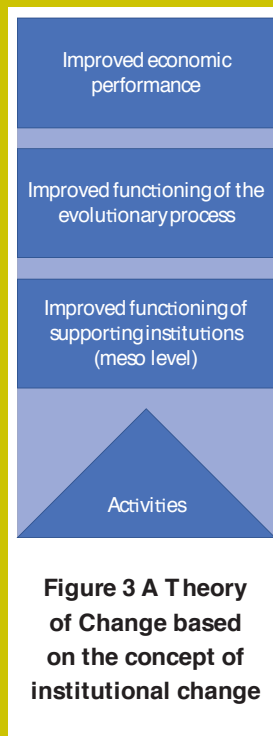 Improved economic
performance
Improved functioning of the
evolutionary process
Improved functioning of
supporting institutions
(meso level)
Activities
Figure 3 A Theory
of Change based
on the concept of
institutional change